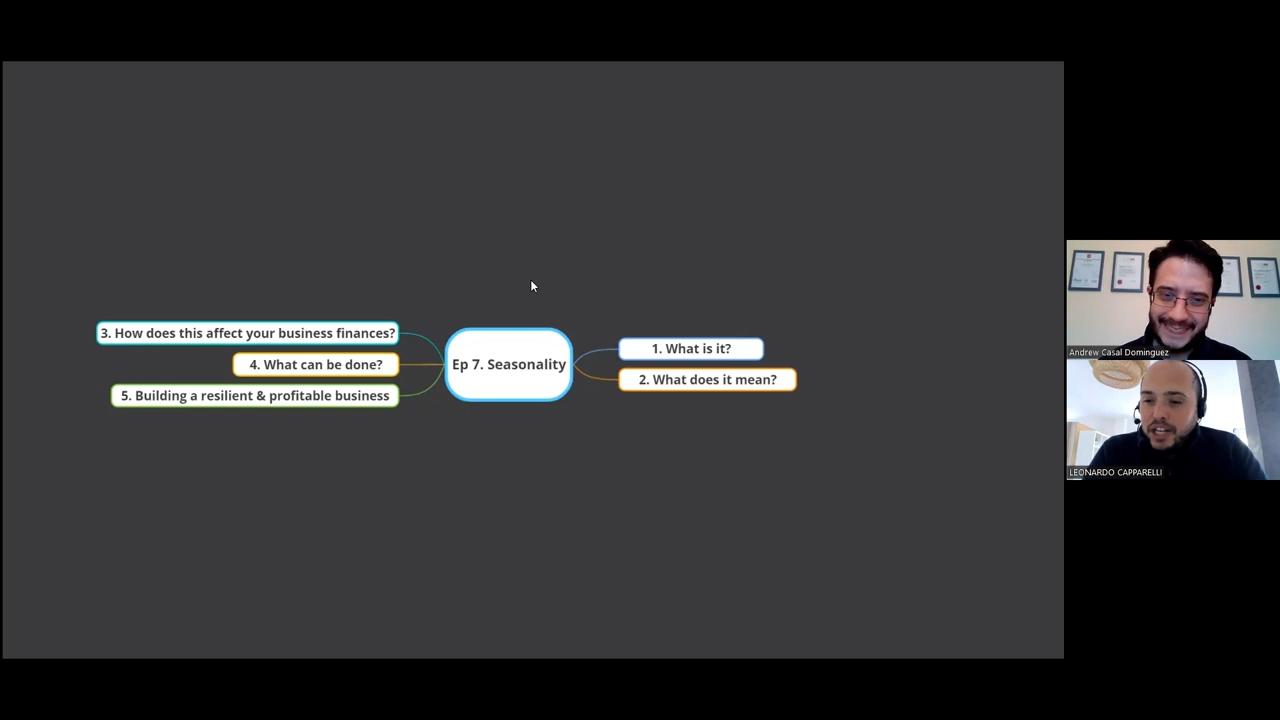 Ep 7. Seasonality
1. What is it?
2. What does it mean?
3. How does this affect your business finances?
4. What can be done?
5. Building a resilient & profitable business
Andrew Casal Dominguez
LEONARDO CAPPARELLI